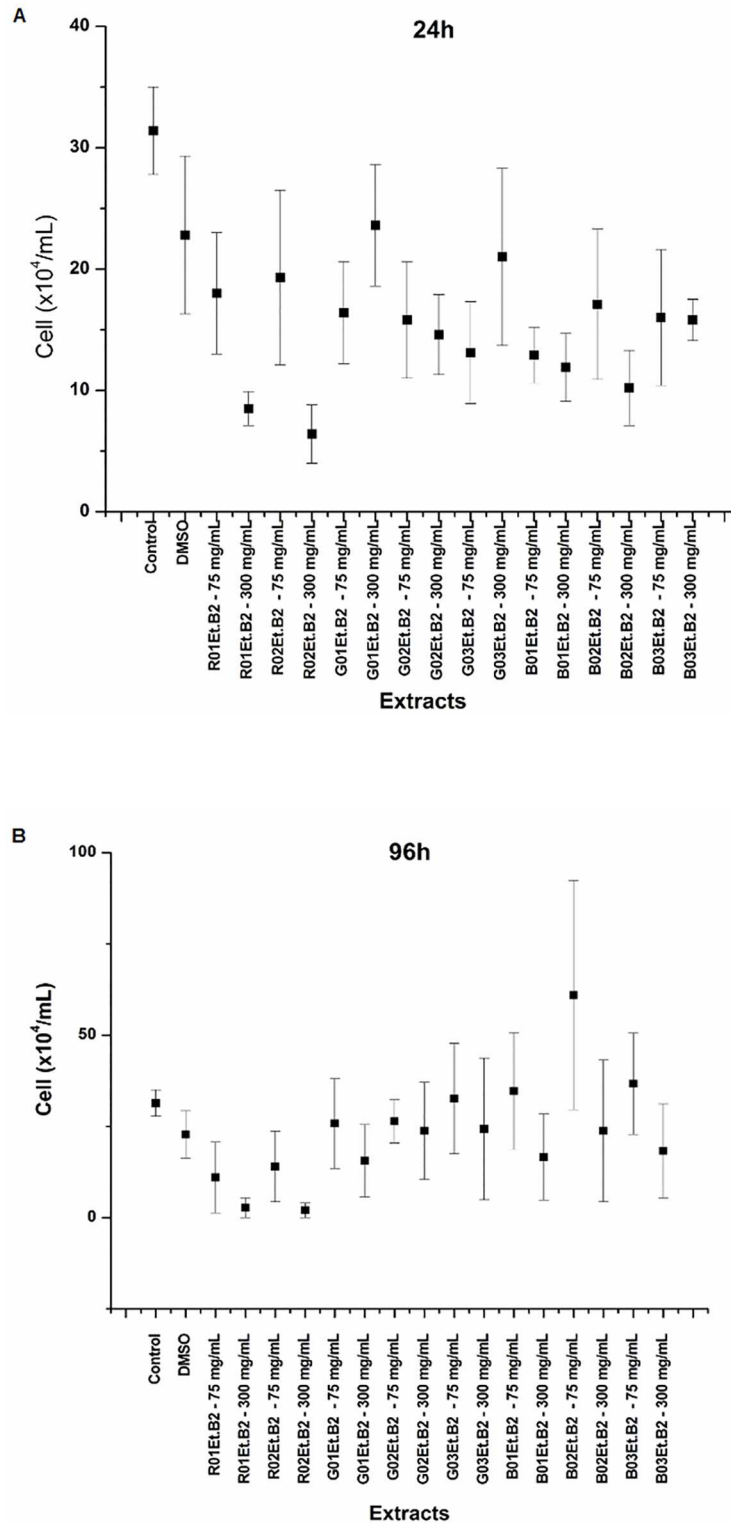 A
24h
40
30
20
10
0
Cell (x10⁴/mL)
Control
DMSO
R01Et.B2 - 75 mg/mL
R01Et.B2 - 300 mg/mL
R02Et.B2 - 75 mg/mL
R02Et.B2 - 300 mg/mL
G01Et.B2 - 75 mg/mL
G01Et.B2 - 300 mg/mL
G02Et.B2 - 75 mg/mL
G02Et.B2 - 300 mg/mL
G03Et.B2 - 75 mg/mL
G03Et.B2 - 300 mg/mL
B01Et.B2 - 75 mg/mL
B01Et.B2 - 300 mg/mL
B02Et.B2 - 75 mg/mL
B02Et.B2 - 300 mg/mL
B03Et.B2 - 75 mg/mL
B03Et.B2 - 300 mg/mL
Extracts
B
96h
100
50
0
Cell (x10⁴/mL)
Control
DMSO
R01Et.B2 - 75 mg/mL
R01Et.B2 - 300 mg/mL
R02Et.B2 - 75 mg/mL
R02Et.B2 - 300 mg/mL
G01Et.B2 - 75 mg/mL
G01Et.B2 - 300 mg/mL
G02Et.B2 - 75 mg/mL
G02Et.B2 - 300 mg/mL
G03Et.B2 - 75 mg/mL
G03Et.B2 - 300 mg/mL
B01Et.B2 - 75 mg/mL
B01Et.B2 - 300 mg/mL
B02Et.B2 - 75 mg/mL
B02Et.B2 - 300 mg/mL
B03Et.B2 - 75 mg/mL
B03Et.B2 - 300 mg/mL
Extracts